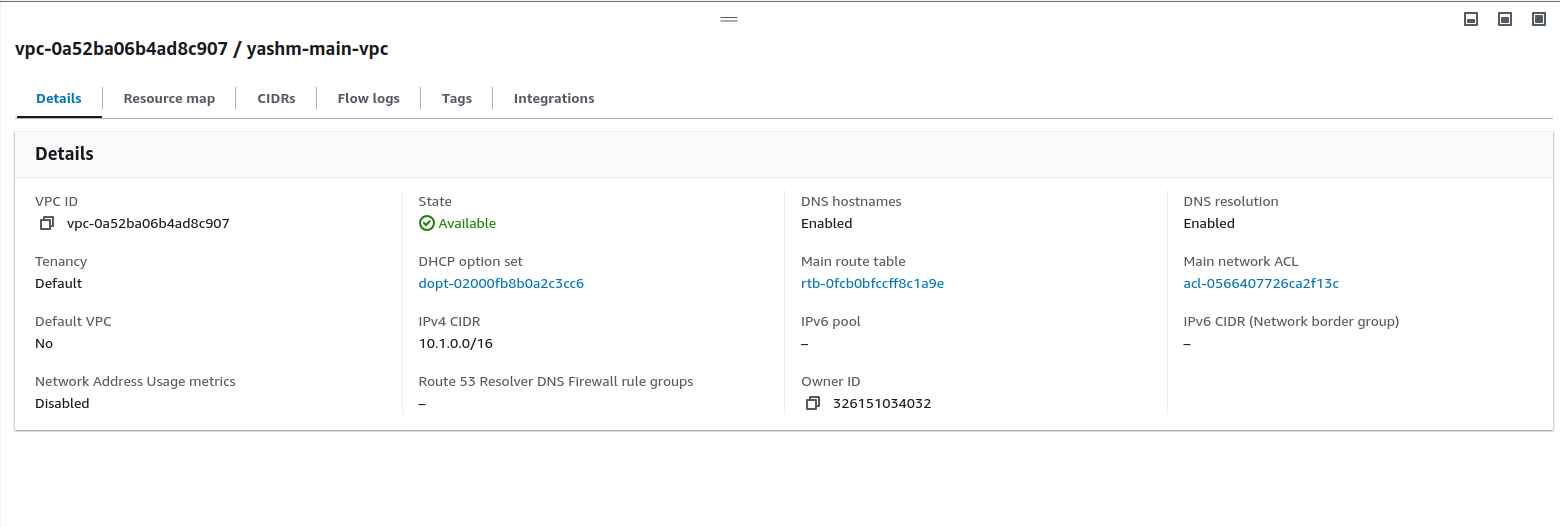 vpc-0a52ba06b4ad8c907 / yashm-main-vpc
Details
Resource map
CIDRs
Flow logs
Tags
Integrations
Details
VPC ID
vpc-0a52ba06b4ad8c907
State
Available
DNS hostnames
Enabled
DNS resolution
Enabled
Tenancy
Default
DHCP option set
dopt-02000fb8b0a2c3cc6
Main route table
rtb-0fcb0bfccff8c1a9e
Main network ACL
acl-0566407726ca2f13c
Default VPC
No
IPv4 CIDR
10.1.0.0/16
IPv6 pool
–
IPv6 CIDR (Network border group)
–
Network Address Usage metrics
Disabled
Route 53 Resolver DNS Firewall rule groups
–
Owner ID
326151034032